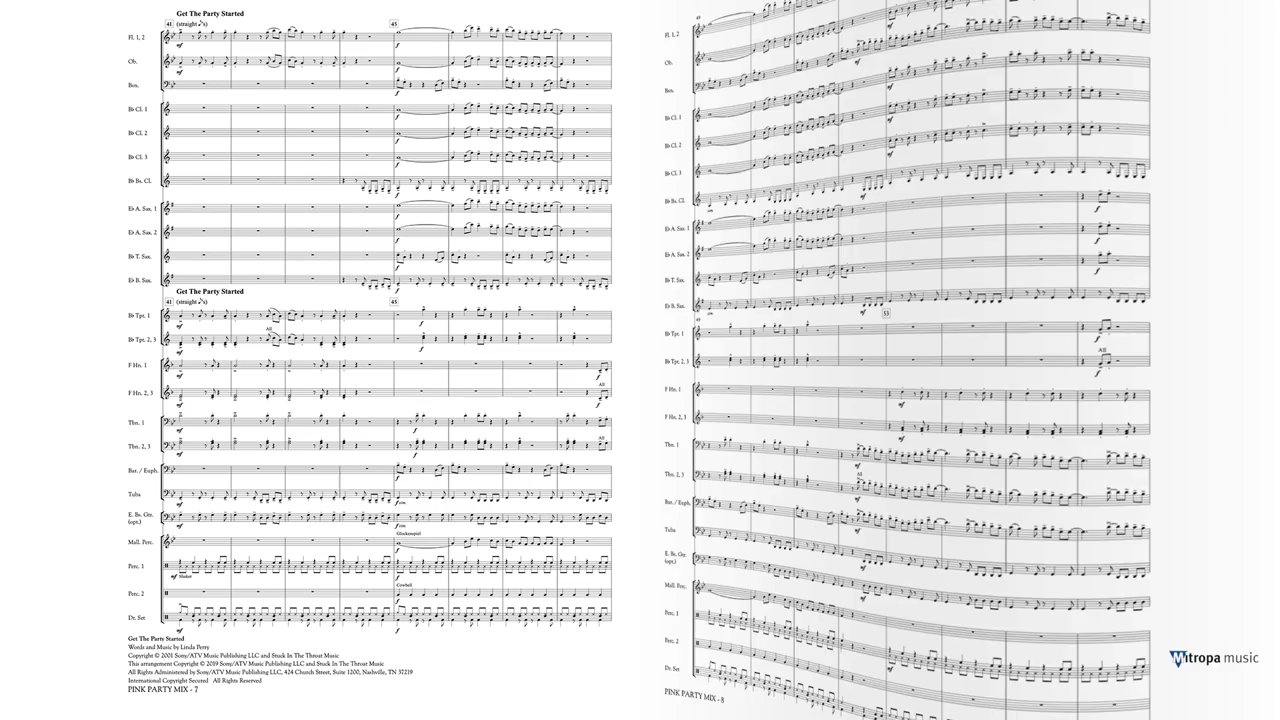 Get The Party Started
41 (straight ♪'s) 45
mf f
Fl. 1, 2
Ob.
Bsn.
B♭ Cl. 1
B♭ Cl. 2
B♭ Cl. 3
B♭ Bs. Cl.
E♭ A. Sax. 1
E♭ A. Sax. 2
B♭ T. Sax.
E♭ B. Sax.
Get The Party Started
41 (straight ♪'s) 45
B♭ Tpt. 1
All
B♭ Tpt. 2, 3
F Hn. 1
All
F Hn. 2, 3
Tbn. 1
All
Tbn. 2, 3
Bar. / Euph.
Tuba
E. Bs. Gtr.
(opt.)
Glockenspiel
Mall. Perc.
Perc. 1
mf Shaker
Cowbell
Perc. 2
Dr. Set
mf f
Get The Party Started
Words and Music by Linda Perry
Copyright © 2001 Sony/ATV Music Publishing LLC and Stuck In The Throat Music
This arrangement Copyright © 2019 Sony/ATV Music Publishing LLC and Stuck In The Throat Music
All Rights Administered by Sony/ATV Music Publishing LLC, 424 Church Street, Suite 1200, Nashville, TN 37219
International Copyright Secured All Rights Reserved
PINK PARTY MIX - 7
Fl. 1, 2
Ob.
Bsn.
B♭ Cl. 1
B♭ Cl. 2
B♭ Cl. 3
B♭ Bs. Cl.
E♭ A. Sax. 1
E♭ A. Sax. 2
B♭ T. Sax.
E♭ B. Sax.
53
B♭ Tpt. 1
All
B♭ Tpt. 2, 3
F Hn. 1
F Hn. 2, 3
Tbn. 1
All
Tbn. 2, 3
Bar. / Euph.
Tuba
E. Bs. Gtr.
(opt.)
Mall. Perc.
Perc. 1
Perc. 2
Dr. Set
PINK PARTY MIX - 8
Mitropa music